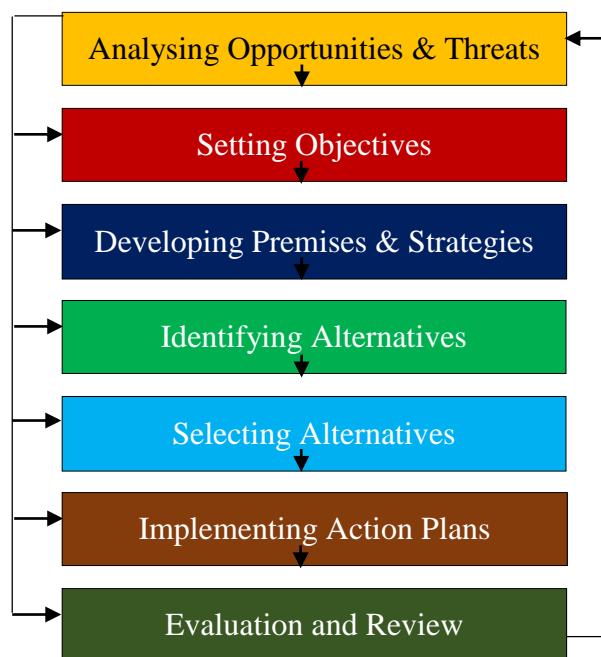 Analysing Opportunities & Threats
Setting Objectives
Developing Premises & Strategies
Identifying Alternatives
Selecting Alternatives
Implementing Action Plans
Evaluation and Review